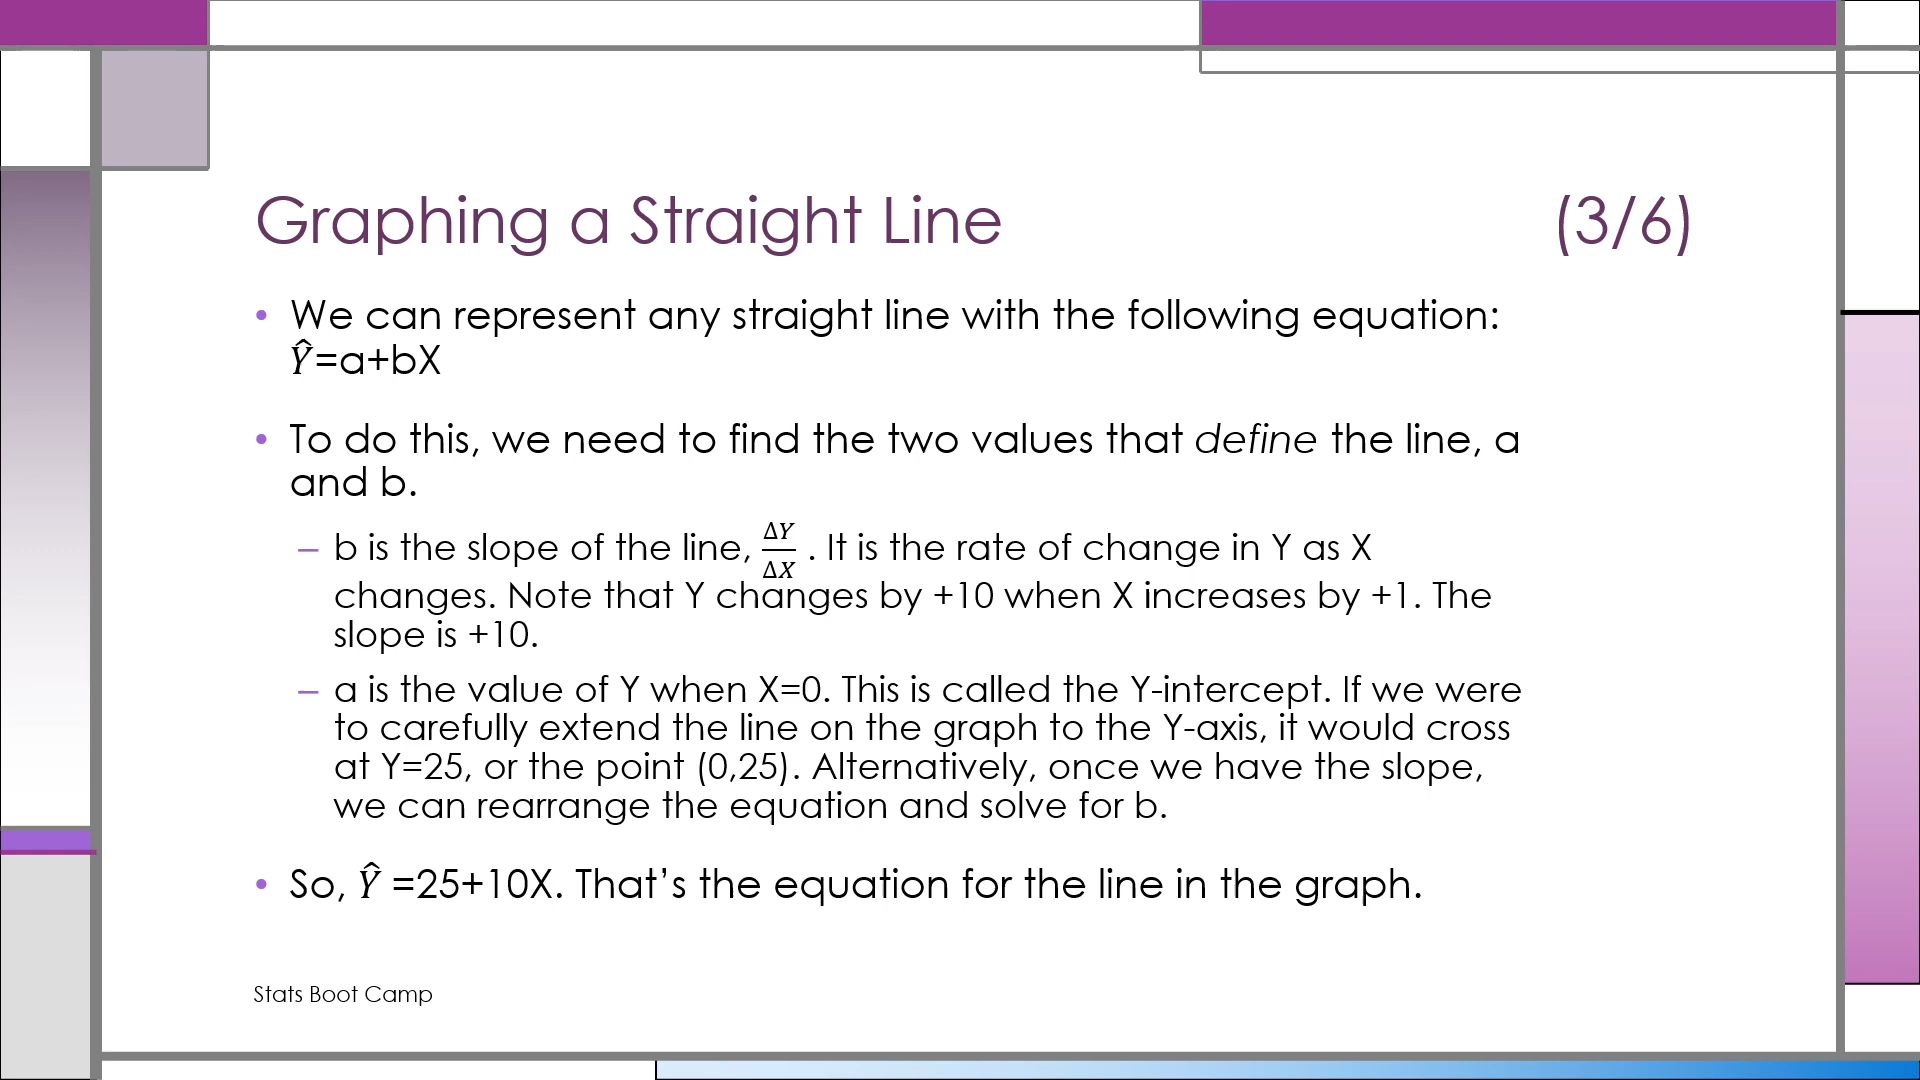 Graphing a Straight Line (3/6)
• We can represent any straight line with the following equation:
Ŷ=a+bX
• To do this, we need to find the two values that define the line, a
and b.
– b is the slope of the line, ΔY/ΔX . It is the rate of change in Y as X
changes. Note that Y changes by +10 when X increases by +1. The
slope is +10.
– a is the value of Y when X=0. This is called the Y-intercept. If we were
to carefully extend the line on the graph to the Y-axis, it would cross
at Y=25, or the point (0,25). Alternatively, once we have the slope,
we can rearrange the equation and solve for b.
• So, Ŷ =25+10X. That’s the equation for the line in the graph.
Stats Boot Camp